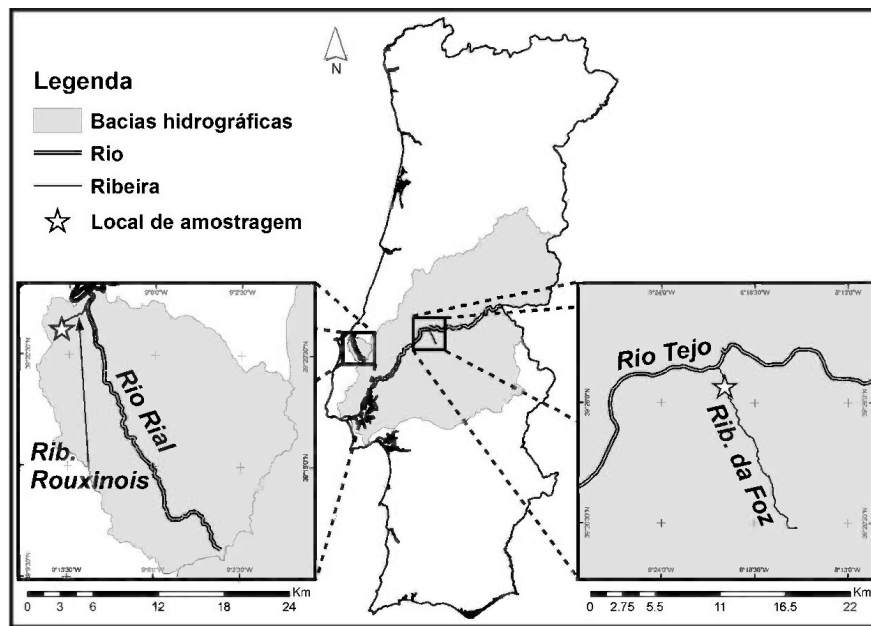 N
Legenda
Bacias hidrográficas
Rio
Ribeira
Local de amostragem
Rio Rial
Rib.
Rouxinois
Rio Tejo
Rib. da Foz
0 3 6 12 18 24 Km
0 2.75 5.5 11 16.5 22 Km